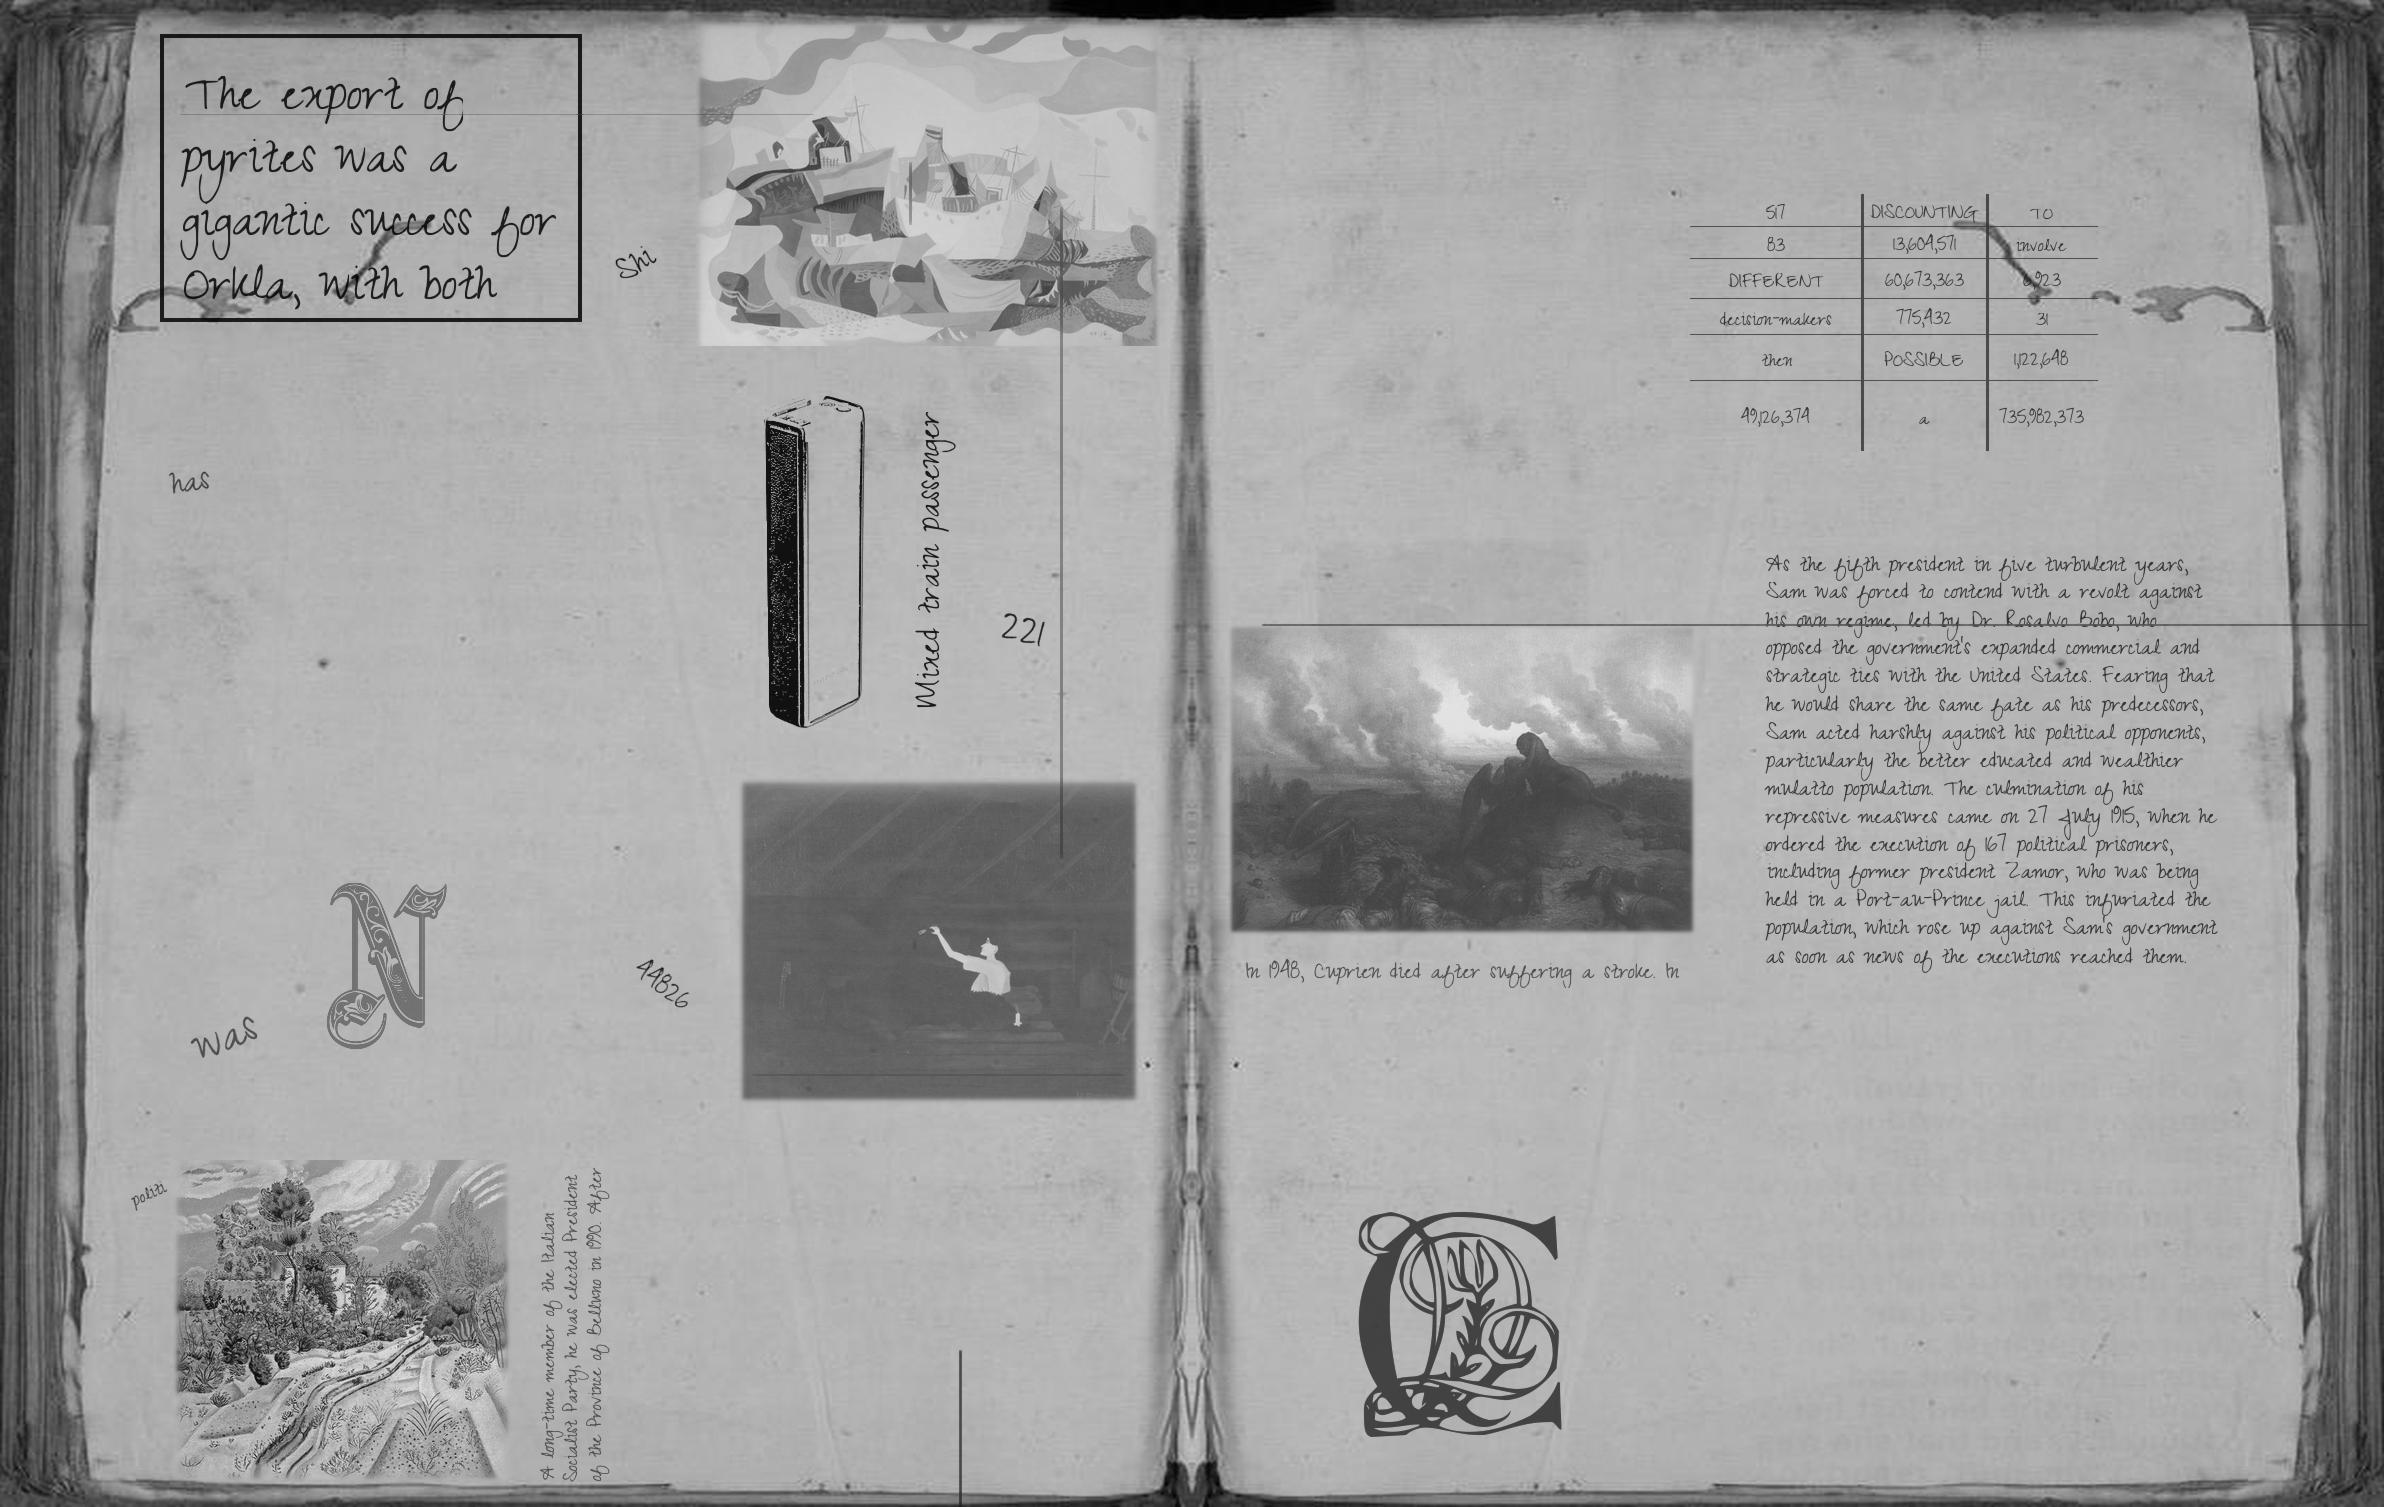 The export of
pyrites was a
gigantic success for
Orkla, with both
Shi
has
Mixed train passenger
221
N
was
44826
politi
A long-time member of the Italian
Socialist Party, he was elected President
of the Province of Belluno in 1990. After
517 DISCOUNTING TO
83 13,604,571 involve
DIFFERENT 60,673,363 6,923
decision-makers 775,432 31
then POSSIBLE 1,122,648
49,126,374 a 735,982,373
As the fifth president in five turbulent years,
Sam was forced to contend with a revolt against
his own regime, led by Dr. Rosalvo Bobo, who
opposed the government's expanded commercial and
strategic ties with the United States. Fearing that
he would share the same fate as his predecessors,
Sam acted harshly against his political opponents,
particularly the better educated and wealthier
mulatto population. The culmination of his
repressive measures came on 27 July 1915, when he
ordered the execution of 167 political prisoners,
including former president Zamor, who was being
held in a Port-au-Prince jail. This infuriated the
population, which rose up against Sam's government
as soon as news of the executions reached them.
In 1948, Cuprien died after suffering a stroke. In
C